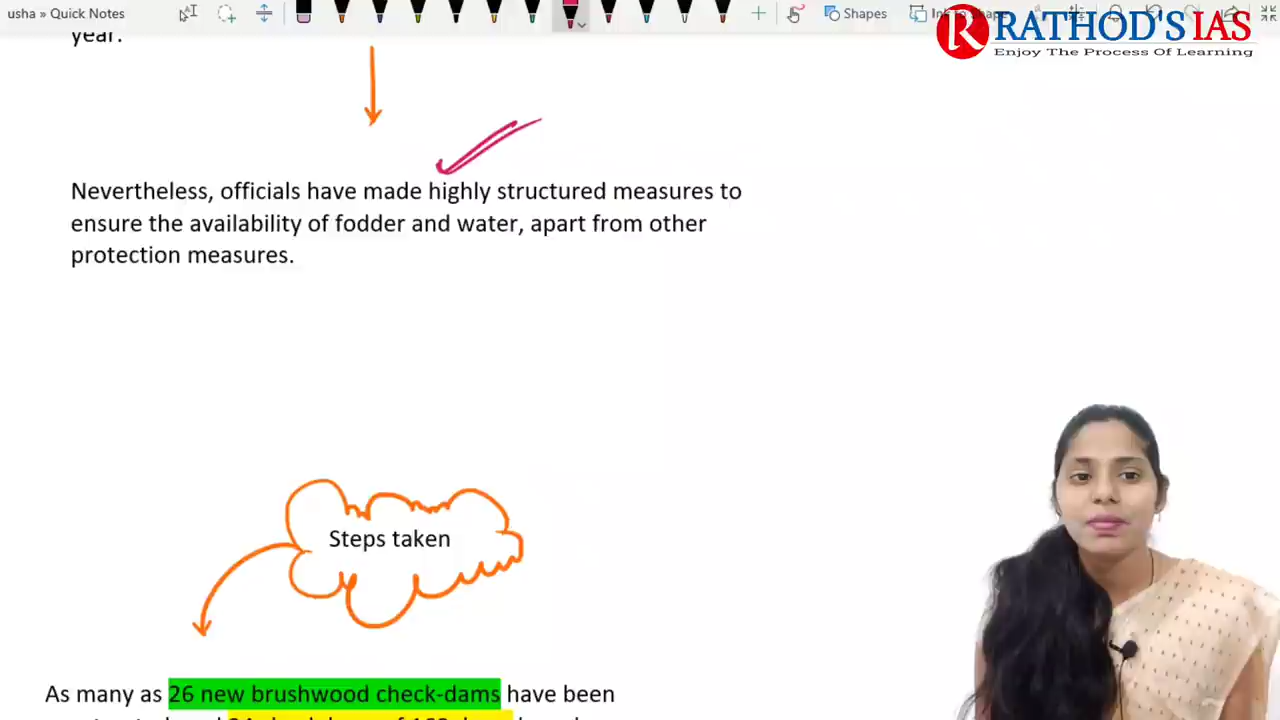 usha » Quick Notes
Shapes
RATHOD'S IAS
Enjoy The Process Of Learning
year.
Nevertheless, officials have made highly structured measures to
ensure the availability of fodder and water, apart from other
protection measures.
Steps taken
As many as 26 new brushwood check-dams have been